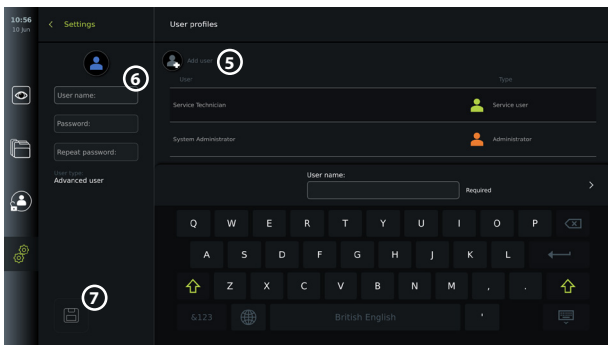 10:56
10 Jun
Settings
User profiles
Add user
5
6
User
Type
User name:
Service Technician
Service user
Password:
System Administrator
Administrator
Repeat password:
User type
Advanced user
User name:
Required
Q W E R T Y U I O P
A S D F G H J K L
Z X C V B N M , .
7
&123
British English
'